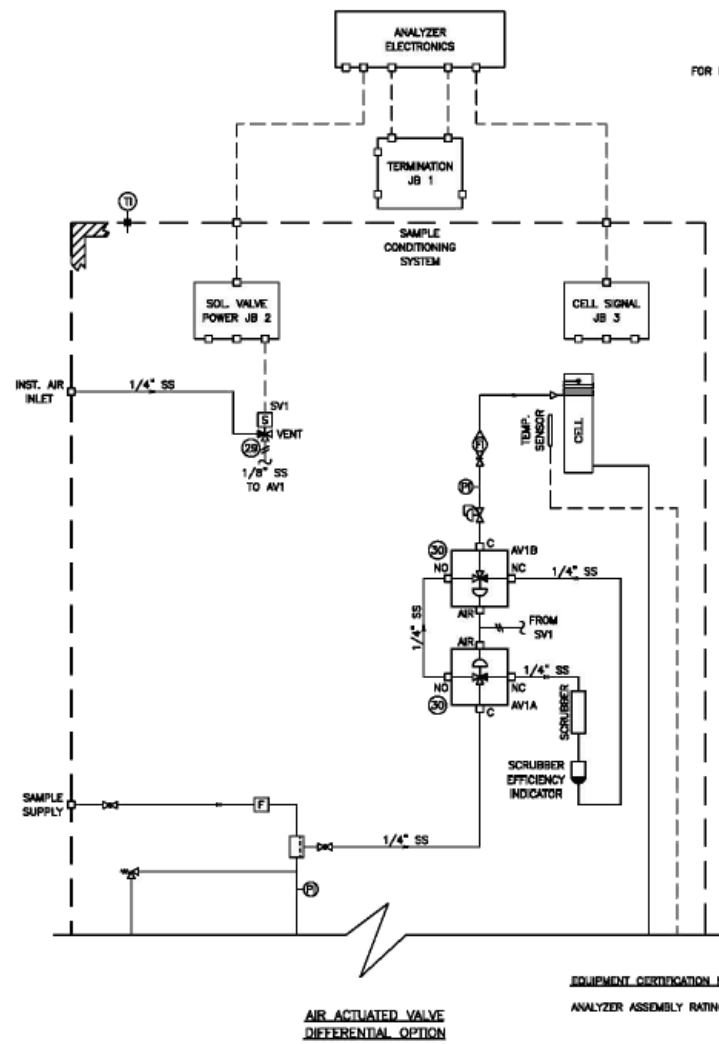 ANALYZER
ELECTRONICS
FOR
TERMINATION
JB 1
TI
SAMPLE
CONDITIONING
SYSTEM
SOL. VALVE
POWER JB 2
CELL SIGNAL
JB 3
INST. AIR
INLET
1/4" SS
SV1
S
VENT
29
1/8" SS
TO AV1
TEMP.
SENSOR
CELL
FI
PI
C
30
AV1B
NO
NC
1/4" SS
AIR
1/4" SS
FROM
SV1
AIR
1/4" SS
NO
NC
30
C
AV1A
SCRUBBER
SCRUBBER
EFFICIENCY
INDICATOR
SAMPLE
SUPPLY
F
1/4" SS
PI
EQUIPMENT CERTIFICATION
ANALYZER ASSEMBLY RATING
AIR ACTUATED VALVE
DIFFERENTIAL OPTION